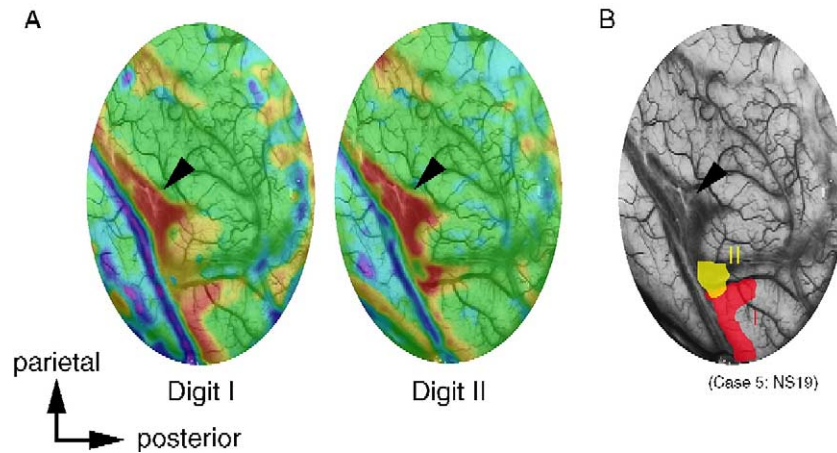 A
B
II
I
Digit I
Digit II
(Case 5: NS19)
parietal
posterior